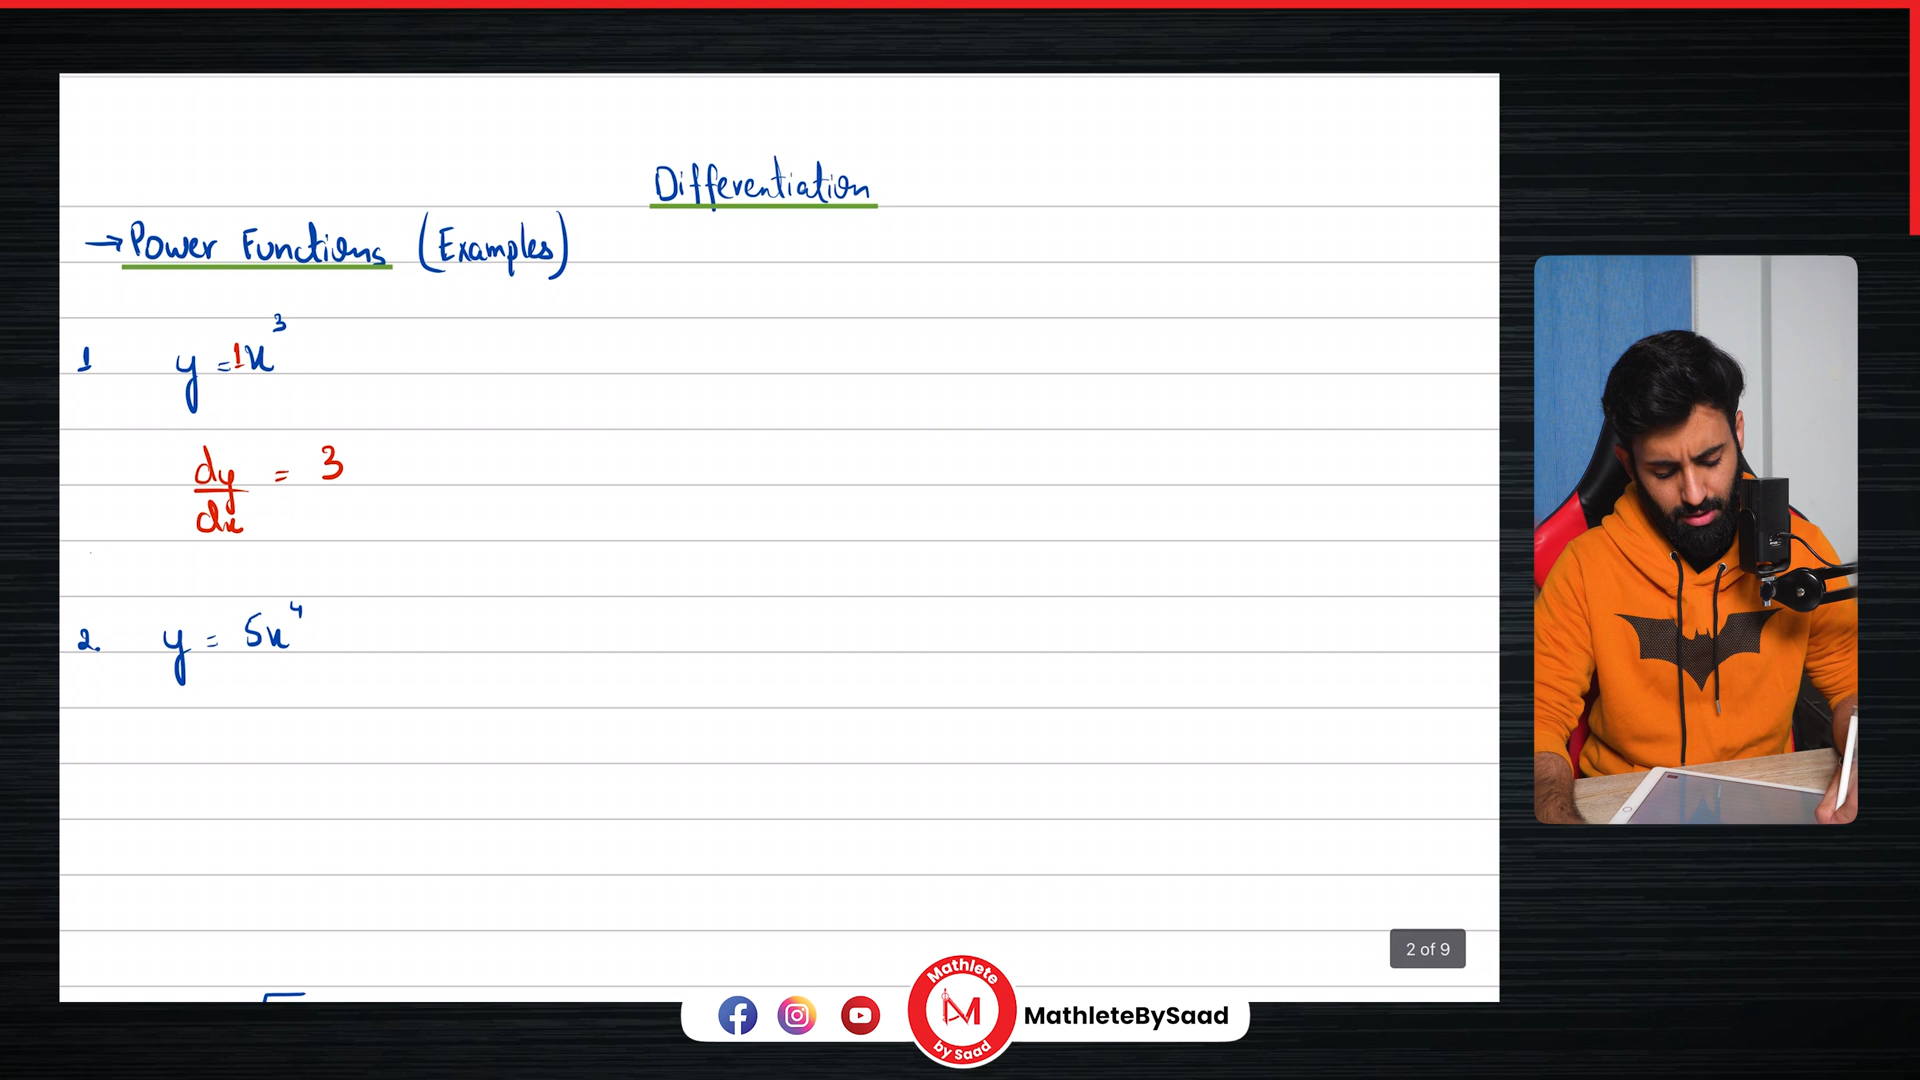 Differentiation
→ Power Functions (Examples)
1 y = 1x³
dy/dx = 3
2. y = 5x⁴
2 of 9
Mathlete
M
by Saad
MathleteBySaad